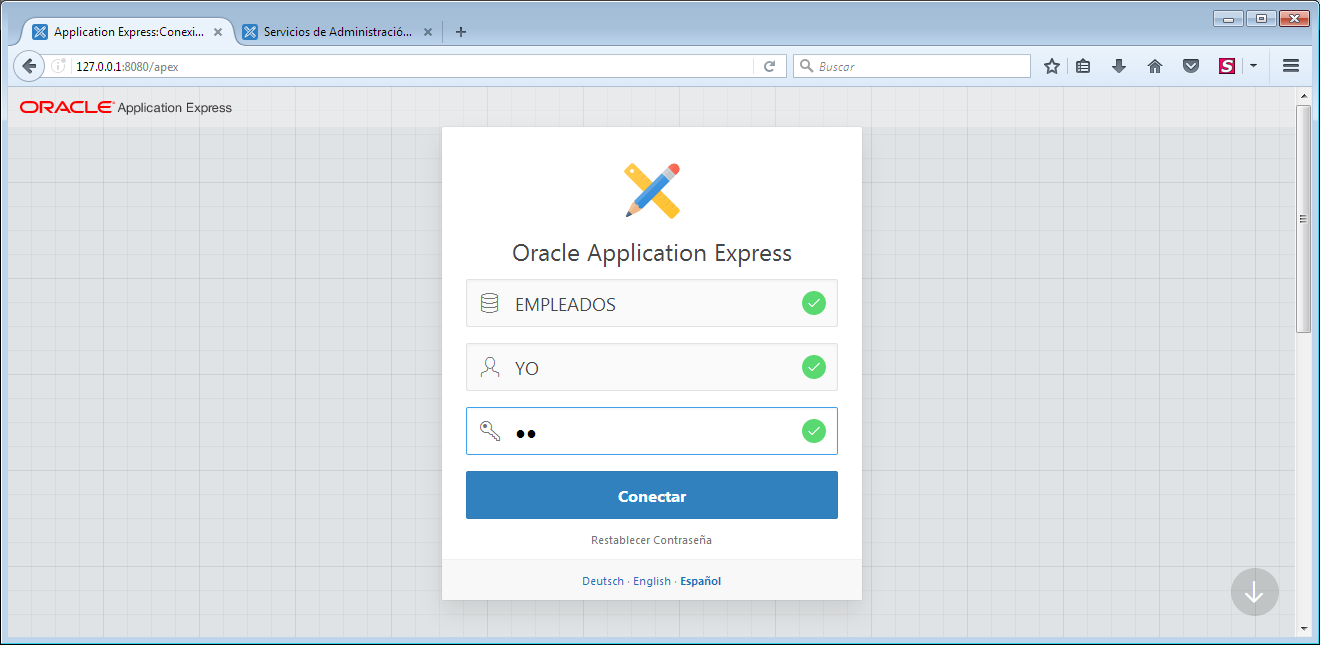 Application Express:Conexi...
Servicios de Administració...
127.0.0.1:8080/apex
Buscar
ORACLE Application Express
Oracle Application Express
EMPLEADOS
YO
●●
Conectar
Restablecer Contraseña
Deutsch · English · Español